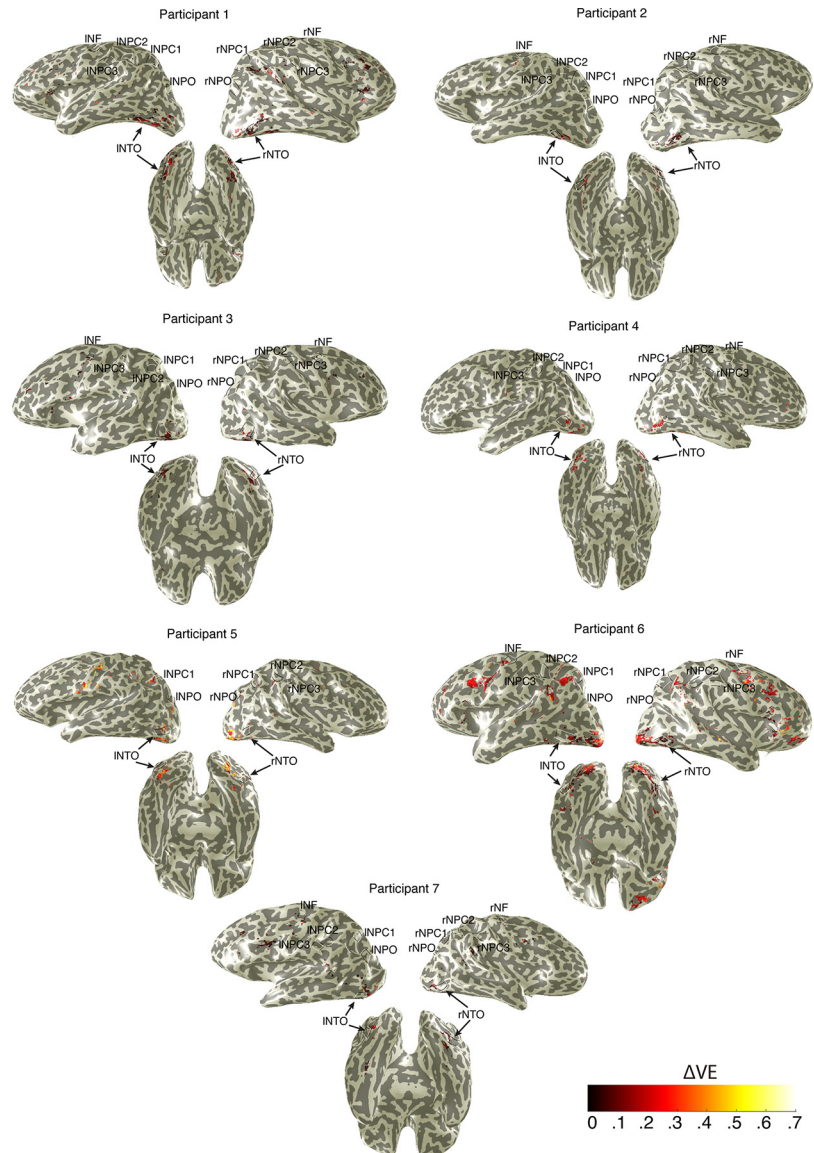 Participant 1
lNF
lNPC2
lNPC1
lNPC3
lNPO
rNF
rNPC2
rNPC1
rNPC3
rNPO
lNTO
rNTO
Participant 2
lNF
lNPC2
lNPC1
lNPC3
lNPO
rNF
rNPC2
rNPC1
rNPC3
rNPO
lNTO
rNTO
Participant 3
lNF
lNPC1
lNPC3
lNPC2
lNPO
rNF
rNPC2
rNPC1
rNPC3
rNPO
lNTO
rNTO
Participant 4
lNPC2
lNPC1
lNPC3
lNPO
rNPC2
rNPC1
rNPC3
rNPO
lNTO
rNTO
Participant 5
lNPC1
lNPO
rNPC2
rNPC1
rNPC3
rNPO
lNTO
rNTO
Participant 6
lNF
lNPC2
lNPC1
lNPC3
lNPO
rNF
rNPC1
rNPC2
rNPC3
rNPO
lNTO
rNTO
Participant 7
lNF
lNPC1
lNPC2
lNPC3
lNPO
rNF
rNPC2
rNPC1
rNPO
rNPC3
lNTO
rNTO
ΔVE
0 .1 .2 .3 .4 .5 .6 .7